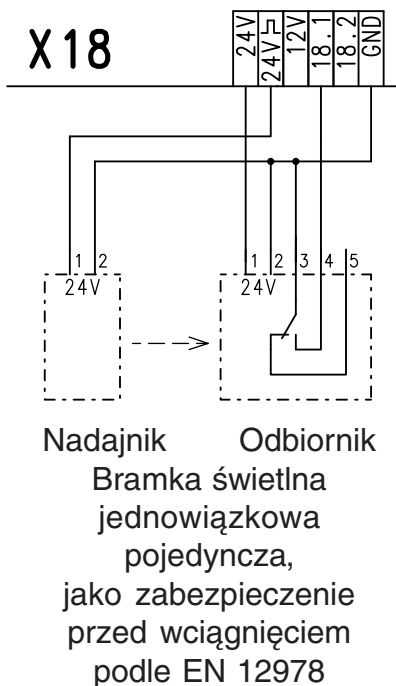 X18
24V 24V 12V 18.1 18.2 GND
1 2 1 2 3 4 5
24V 24V
Nadajnik Odbiornik
Bramka świetlna
jednowiązkowa
pojedyncza,
jako zabezpieczenie
przed wciągnięciem
podle EN 12978